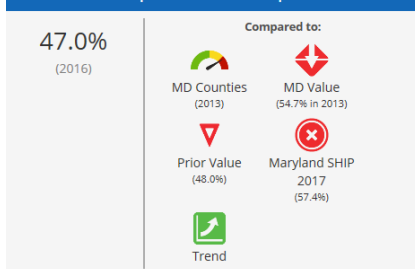 47.0%
(2016)
Compared to:
MD Counties
(2013)
MD Value
(54.7% in 2013)
Prior Value
(48.0%)
Maryland SHIP
2017
(57.4%)
Trend